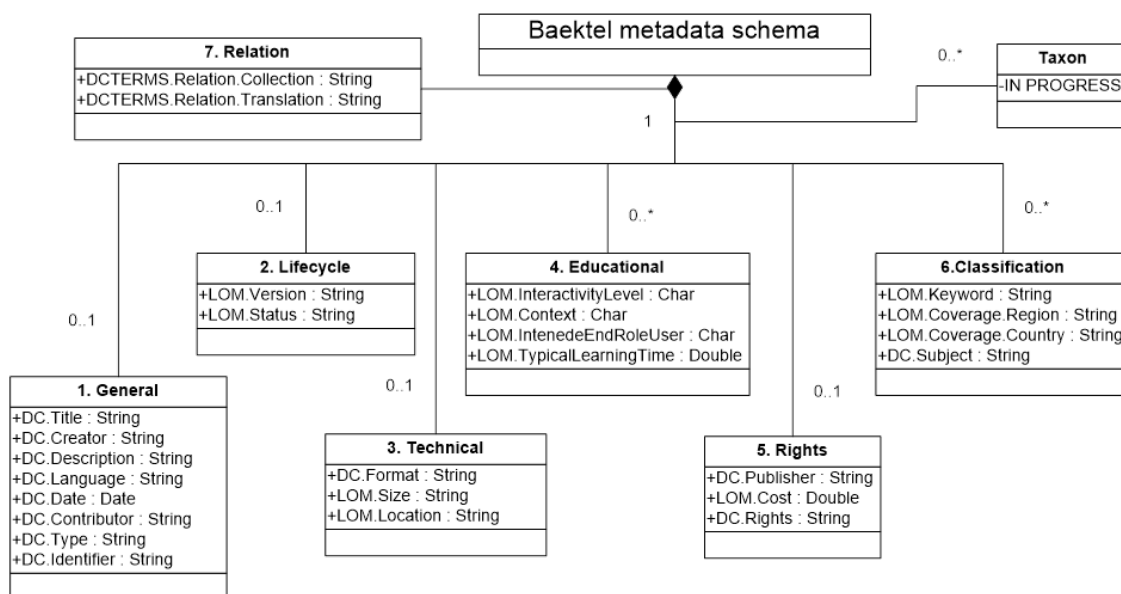 Baektel metadata schema
7. Relation
+DCTERMS.Relation.Collection : String
+DCTERMS.Relation.Translation : String
0..*
Taxon
-IN PROGRESS
1
0..1
2. Lifecycle
+LOM.Version : String
+LOM.Status : String
0..*
4. Educational
+LOM.InteractivityLevel : Char
+LOM.Context : Char
+LOM.IntenedeEndRoleUser : Char
+LOM.TypicalLearningTime : Double
0..*
6.Classification
+LOM.Keyword : String
+LOM.Coverage.Region : String
+LOM.Coverage.Country : String
+DC.Subject : String
0..1
1. General
+DC.Title : String
+DC.Creator : String
+DC.Description : String
+DC.Language : String
+DC.Date : Date
+DC.Contributor : String
+DC.Type : String
+DC.Identifier : String
0..1
3. Technical
+DC.Format : String
+LOM.Size : String
+LOM.Location : String
0..1
5. Rights
+DC.Publisher : String
+LOM.Cost : Double
+DC.Rights : String